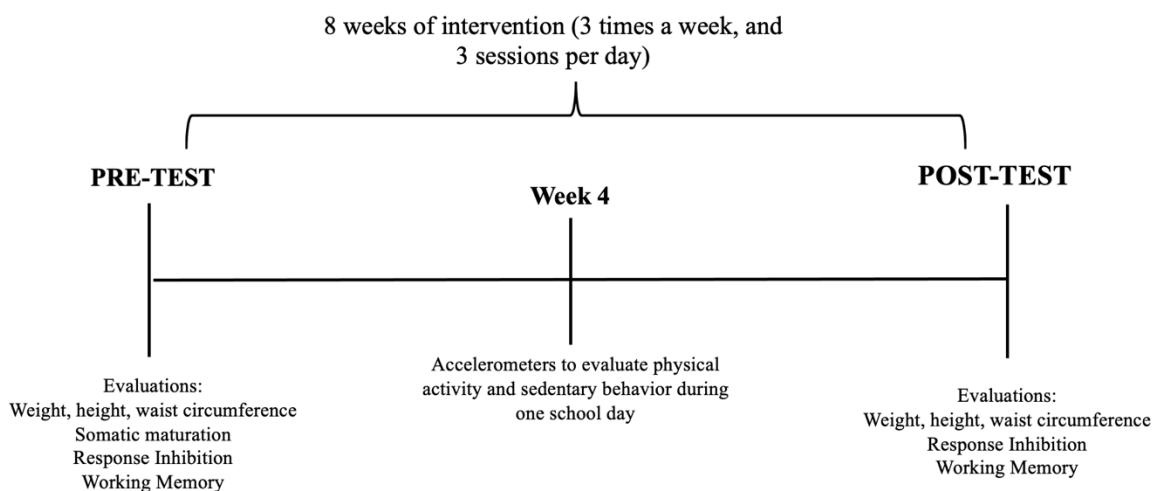 8 weeks of intervention (3 times a week, and
3 sessions per day)
PRE-TEST
Week 4
POST-TEST
Evaluations:
Weight, height, waist circumference
Somatic maturation
Response Inhibition
Working Memory
Accelerometers to evaluate physical
activity and sedentary behavior during
one school day
Evaluations:
Weight, height, waist circumference
Response Inhibition
Working Memory